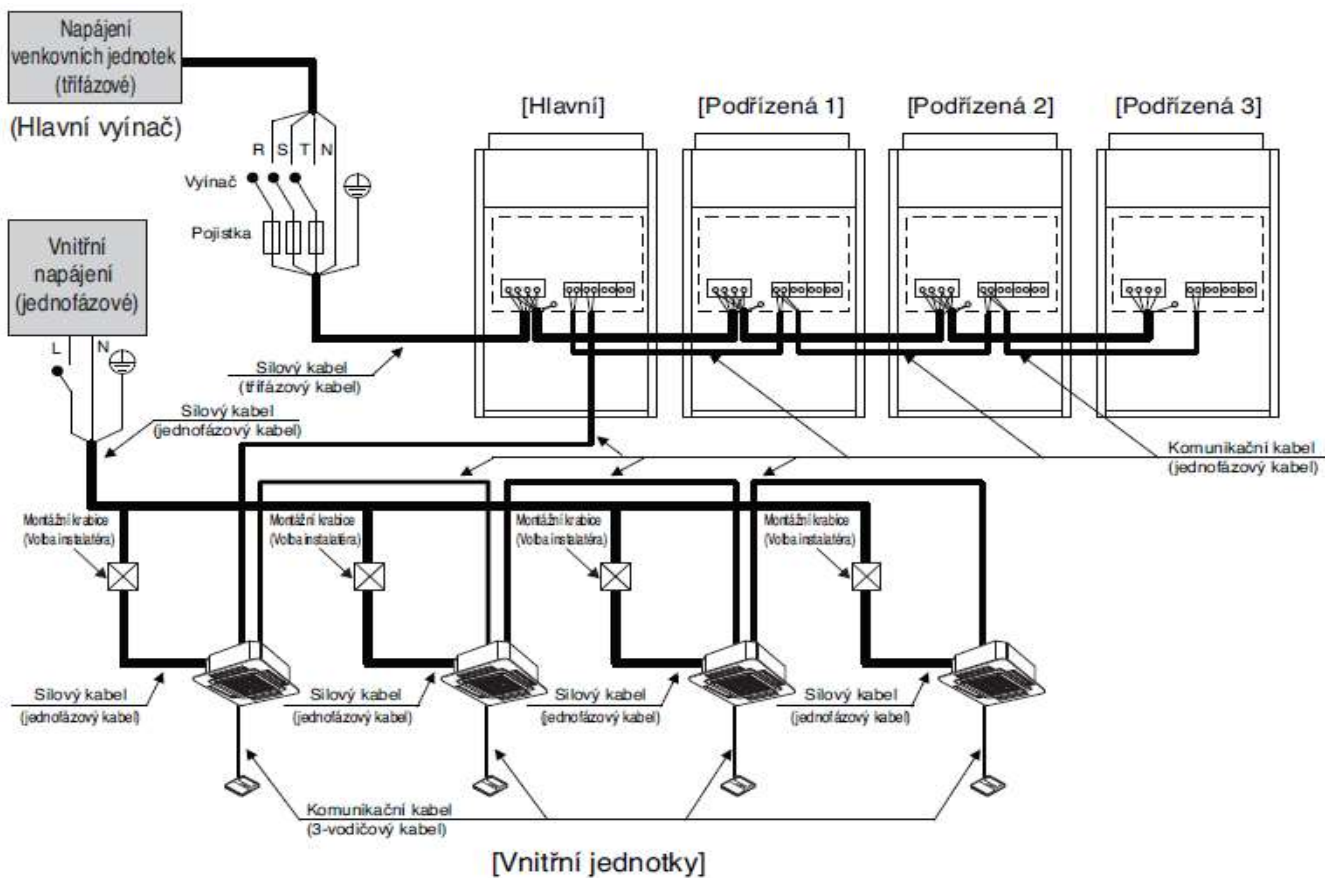 Napájení
venkovních jednotek
(třífázové)
(Hlavní vyínač)
[Hlavní]
[Podřízená 1]
[Podřízená 2]
[Podřízená 3]
R S T N
Vyínač
Pojistka
Vnitřní
napájení
(jednofázové)
L N
Silový kabel
(třífázový kabel)
Silový kabel
(jednofázový kabel)
Komunikační kabel
(jednofázový kabel)
Montážní krabice
(Volba instalatéra)
Montážní krabice
(Volba instalatéra)
Montážní krabice
(Volba instalatéra)
Montážní krabice
(Volba instalatéra)
Silový kabel
(jednofázový kabel)
Silový kabel
(jednofázový kabel)
Silový kabel
(jednofázový kabel)
Silový kabel
(jednofázový kabel)
Komunikační kabel
(3-vodičový kabel)
[Vnitřní jednotky]